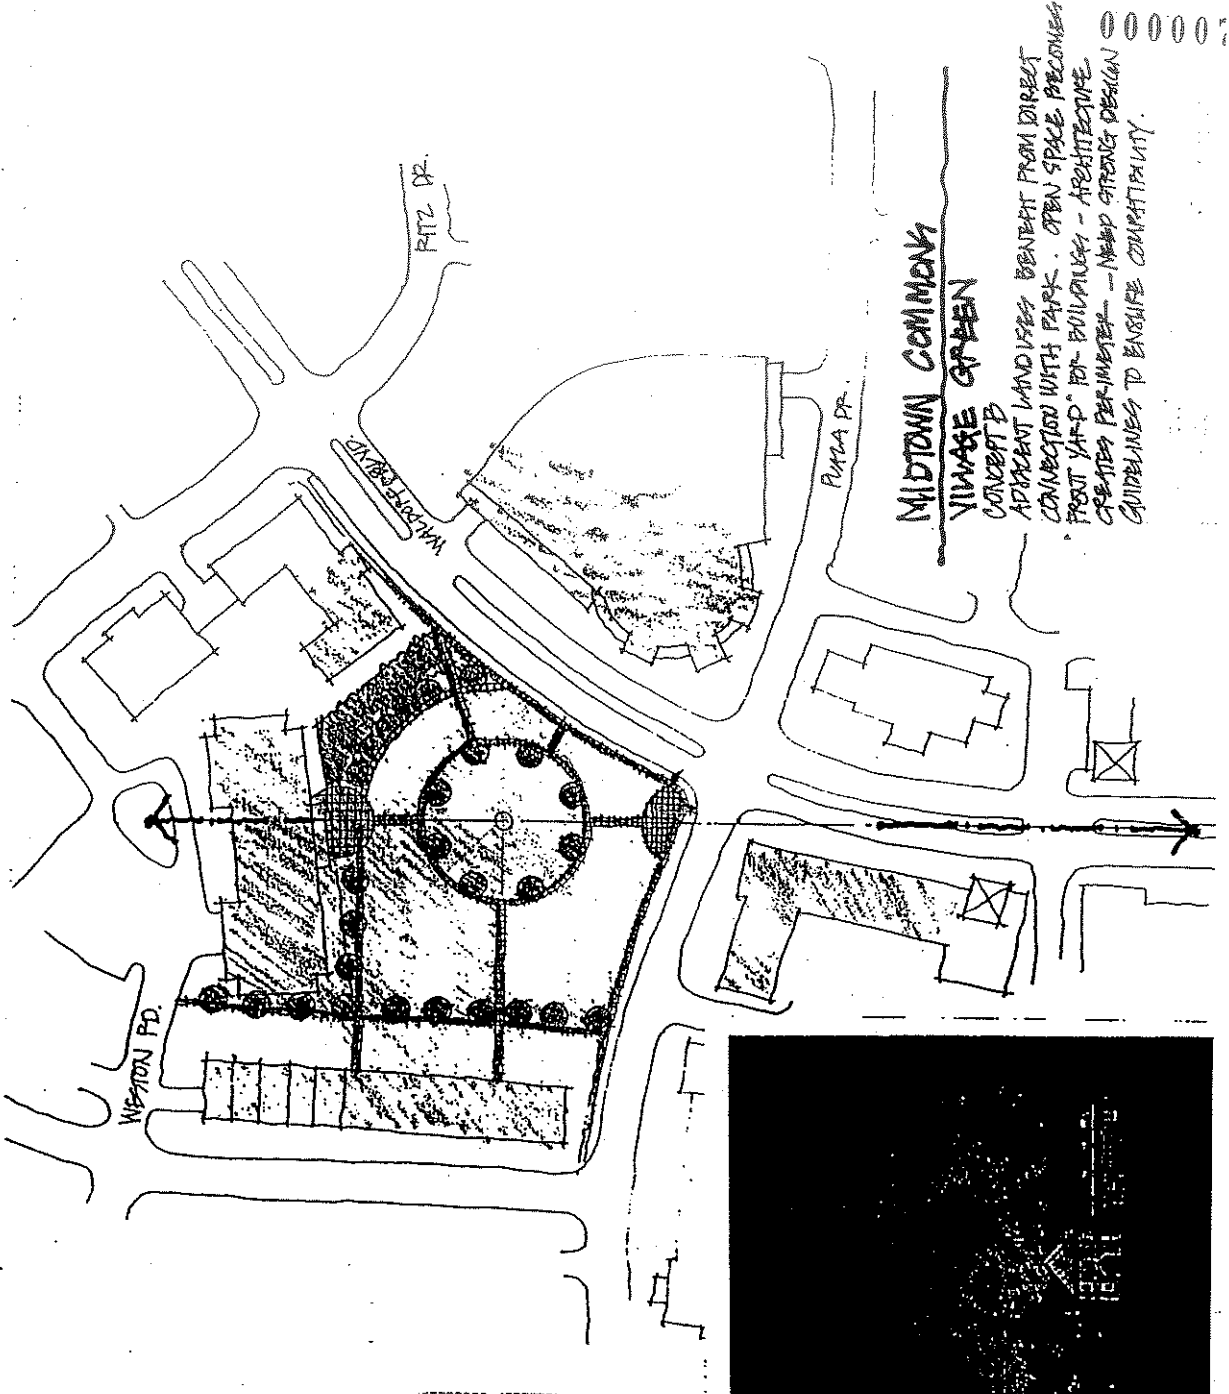 000007
MIDTOWN COMMONS
VILLAGE GREEN
CONCEPT B
ADJACENT LAND USES BENEFIT FROM DIRECT
CONNECTION WITH PARK. OPEN SPACE BECOMES
"FRONT YARD" FOR BUILDINGS - ARCHITECTURE
CREATES PERIMETER - NEED STRONG DESIGN
GUIDELINES TO ENSURE COMPATIBILITY.
RITZ DR.
WALDORF BLVD.
PLAZA DR.
WESTON RD.